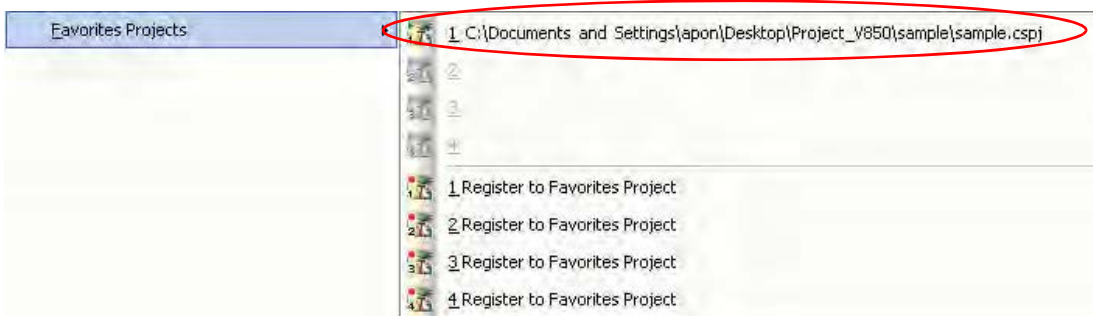 Favorites Projects
1 C:\Documents and Settings\apon\Desktop\Project_V850\sample\sample.cspj
2
3
4
1 Register to Favorites Project
2 Register to Favorites Project
3 Register to Favorites Project
4 Register to Favorites Project